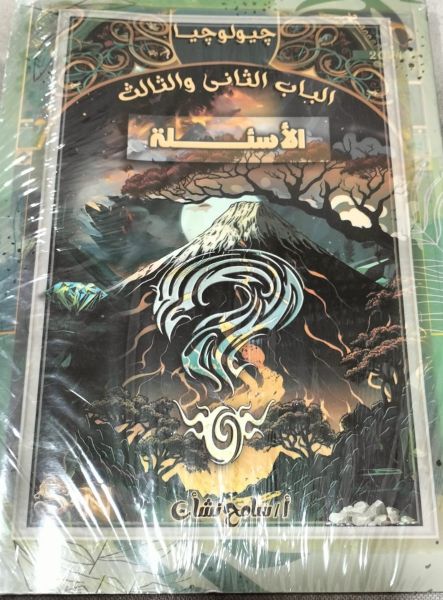 چيولوچيا
الباب الثانى والثالث
الأسئلة
أ/سامح نشأت